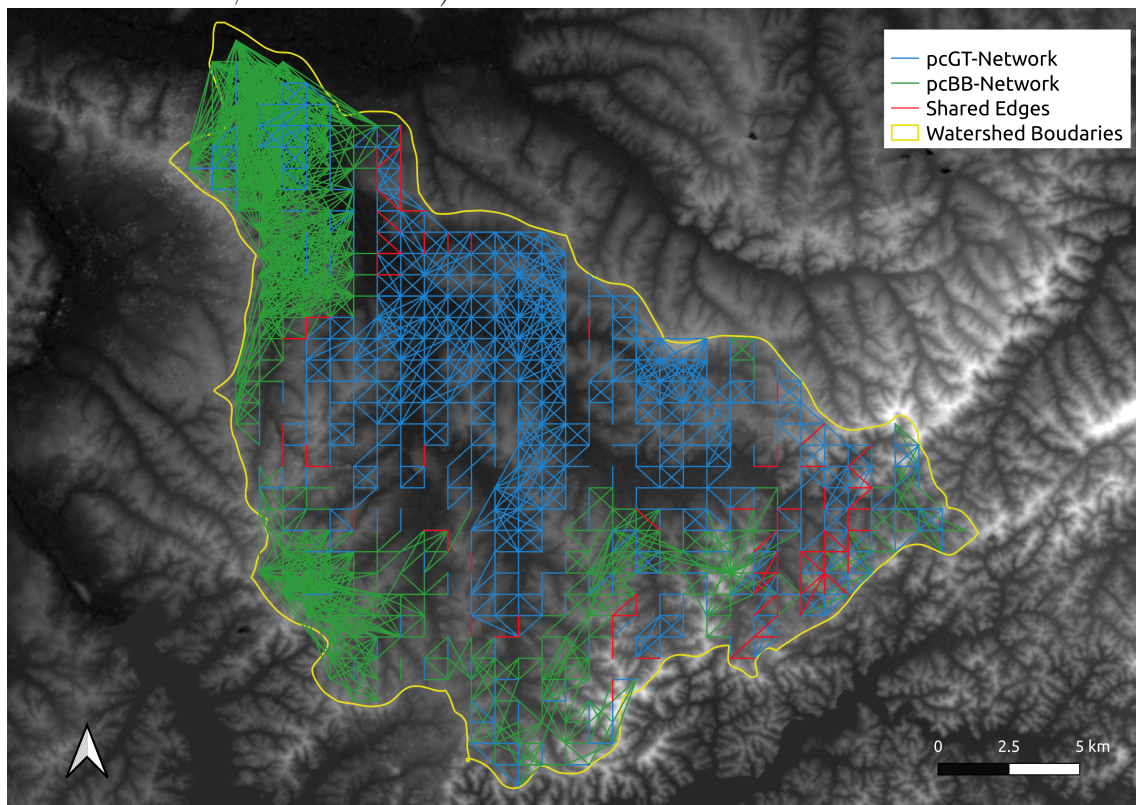 pcGT-Network
pcBB-Network
Shared Edges
Watershed Boudaries
0 2.5 5 km